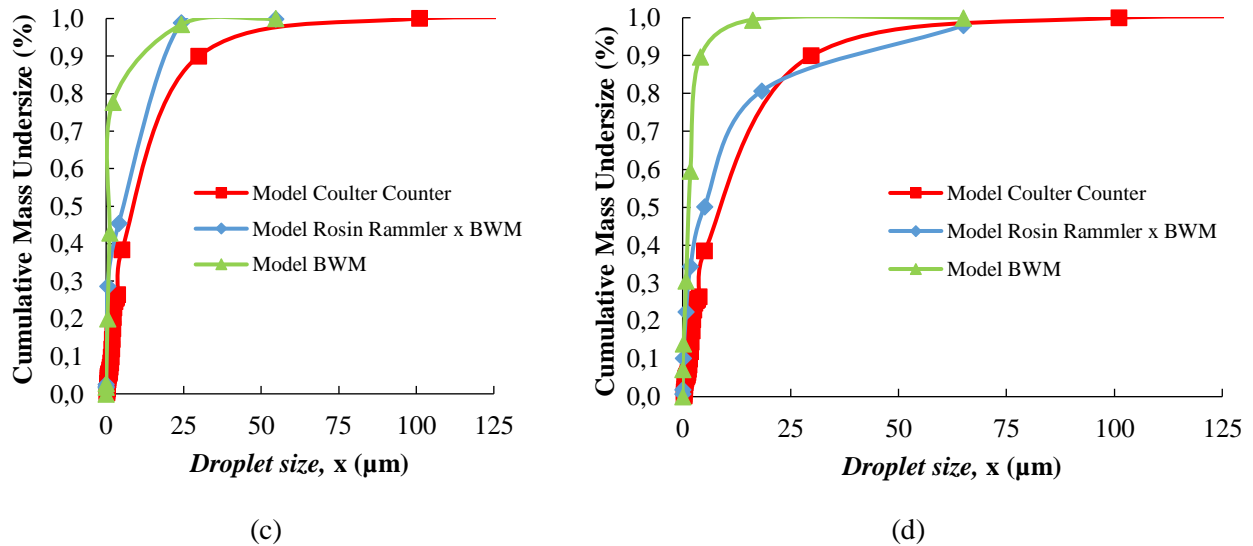 Cumulative Mass Undersize (%)
1,0
0,9
0,8
0,7
0,6
0,5
0,4
0,3
0,2
0,1
0,0
0
25
50
75
100
125
Droplet size, x (µm)
Model Coulter Counter
Model Rosin Rammler x BWM
Model BWM
(c)
Cumulative Mass Undersize (%)
1,0
0,9
0,8
0,7
0,6
0,5
0,4
0,3
0,2
0,1
0,0
0
25
50
75
100
125
Droplet size, x (µm)
Model Coulter Counter
Model Rosin Rammler x BWM
Model BWM
(d)